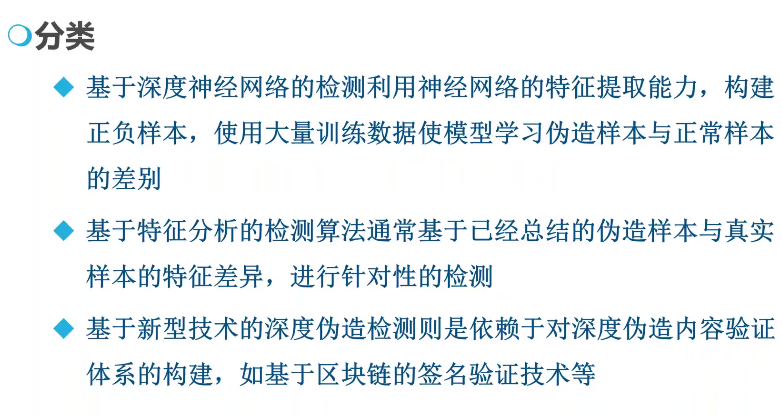 分类
基于深度神经网络的检测利用神经网络的特征提取能力，构建
正负样本，使用大量训练数据使模型学习伪造样本与正常样本
的差别
基于特征分析的检测算法通常基于已经总结的伪造样本与真实
样本的特征差异，进行针对性的检测
基于新型技术的深度伪造检测则是依赖于对深度伪造内容验证
体系的构建，如基于区块链的签名验证技术等